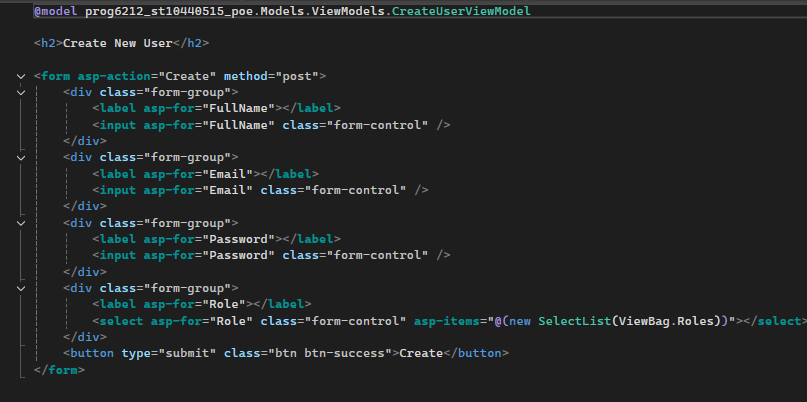 @model prog6212_st10440515_poe.Models.ViewModels.CreateUserViewModel
<h2>Create New User</h2>
<form asp-action="Create" method="post">
<div class="form-group">
<label asp-for="FullName"></label>
<input asp-for="FullName" class="form-control" />
</div>
<div class="form-group">
<label asp-for="Email"></label>
<input asp-for="Email" class="form-control" />
</div>
<div class="form-group">
<label asp-for="Password"></label>
<input asp-for="Password" class="form-control" />
</div>
<div class="form-group">
<label asp-for="Role"></label>
<select asp-for="Role" class="form-control" asp-items="@(new SelectList(ViewBag.Roles))"></select>
</div>
<button type="submit" class="btn btn-success">Create</button>
</form>